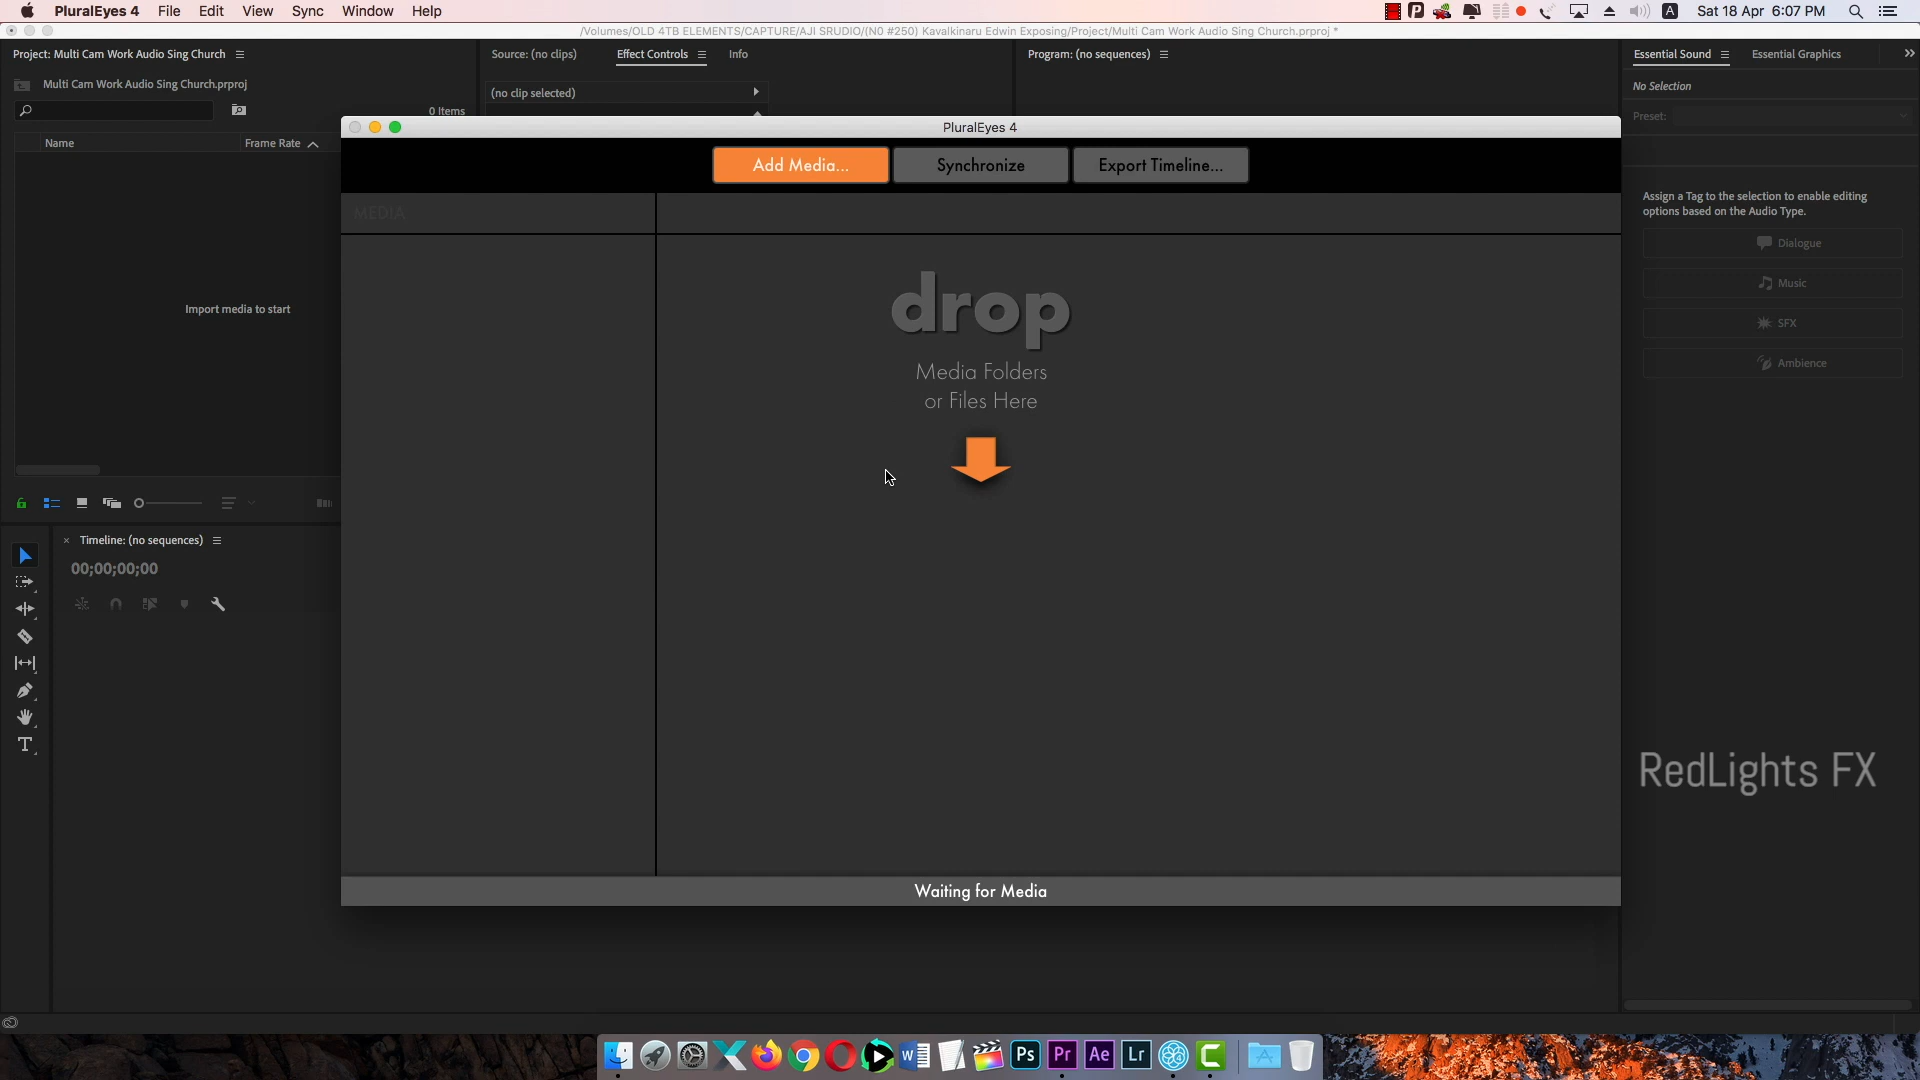 PluralEyes 4 File Edit View Sync Window Help
A Sat 18 Apr 6:07 PM
/Volumes/OLD 4TB ELEMENTS/CAPTURE/AJI SRUDIO/(N0 #250) Kavalkinaru Edwin Exposing/Project/Multi Cam Work Audio Sing Church.prproj *
Project: Multi Cam Work Audio Sing Church
Source: (no clips) Effect Controls Info
Program: (no sequences)
Essential Sound Essential Graphics
Multi Cam Work Audio Sing Church.prproj
(no clip selected)
No Selection
0 Items
Preset:
Name Frame Rate
PluralEyes 4
Add Media... Synchronize Export Timeline...
MEDIA
Assign a Tag to the selection to enable editing
options based on the Audio Type.
Dialogue
Music
SFX
Ambience
Import media to start
drop
Media Folders
or Files Here
Timeline: (no sequences)
00;00;00;00
RedLights FX
Waiting for Media
Ps Pr Ae Lr